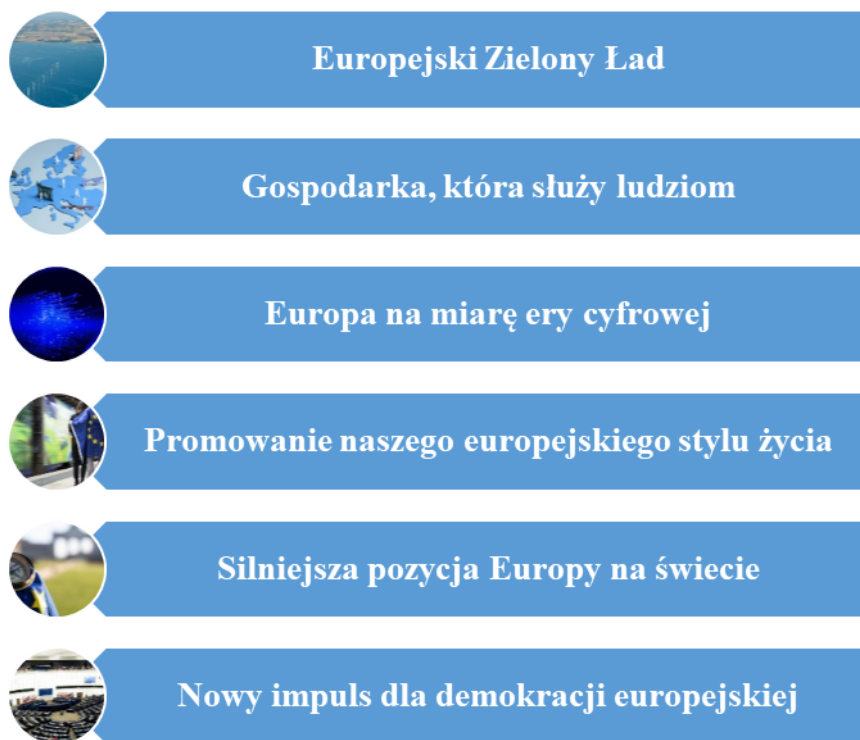 Europejski Zielony Ład
Gospodarka, która służy ludziom
Europa na miarę ery cyfrowej
Promowanie naszego europejskiego stylu życia
Silniejsza pozycja Europy na świecie
Nowy impuls dla demokracji europejskiej